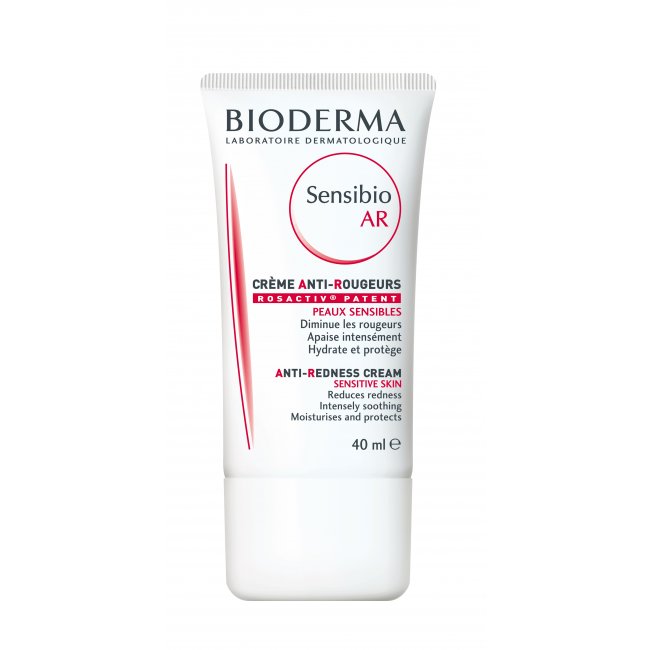 BIODERMA
LABORATOIRE DERMATOLOGIQUE
Sensibio
AR
CRÈME ANTI-ROUGEURS
ROSACTIV® PATENT
PEAUX SENSIBLES
Diminue les rougeurs
Apaise intensément
Hydrate et protège
ANTI-REDNESS CREAM
SENSITIVE SKIN
Reduces redness
Intensely soothing
Moisturises and protects
40 ml ℮